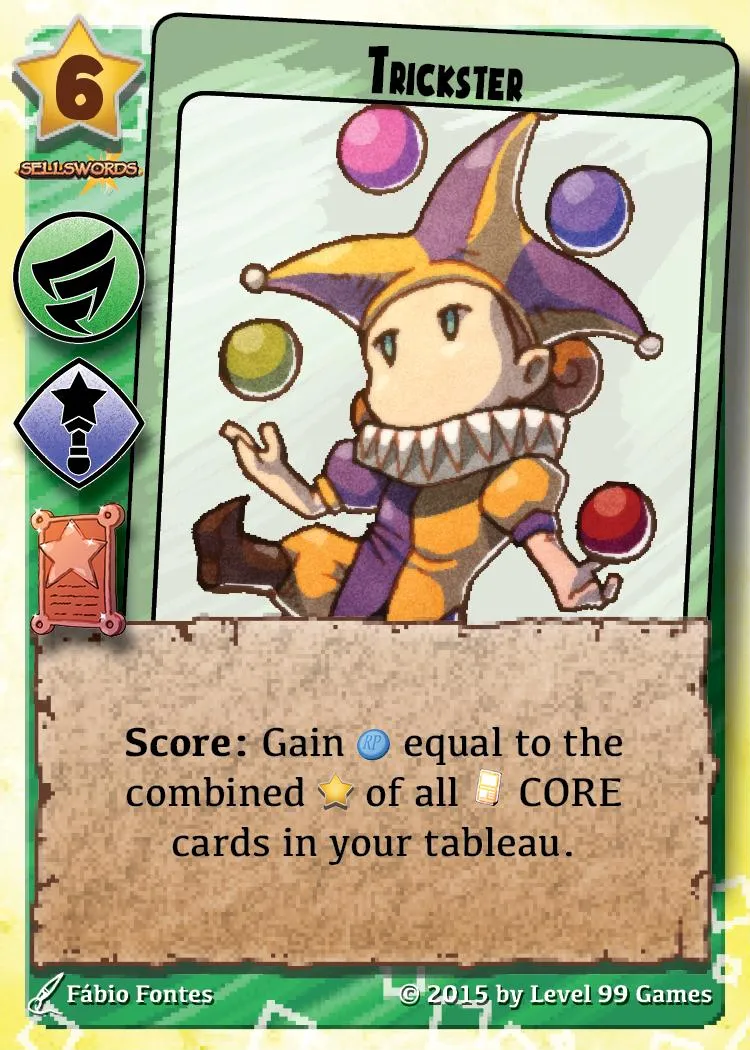 6
TRICKSTER
SELLSWORDS
Score: Gain RP equal to the
combined of all CORE
cards in your tableau.
Fábio Fontes
© 2015 by Level 99 Games